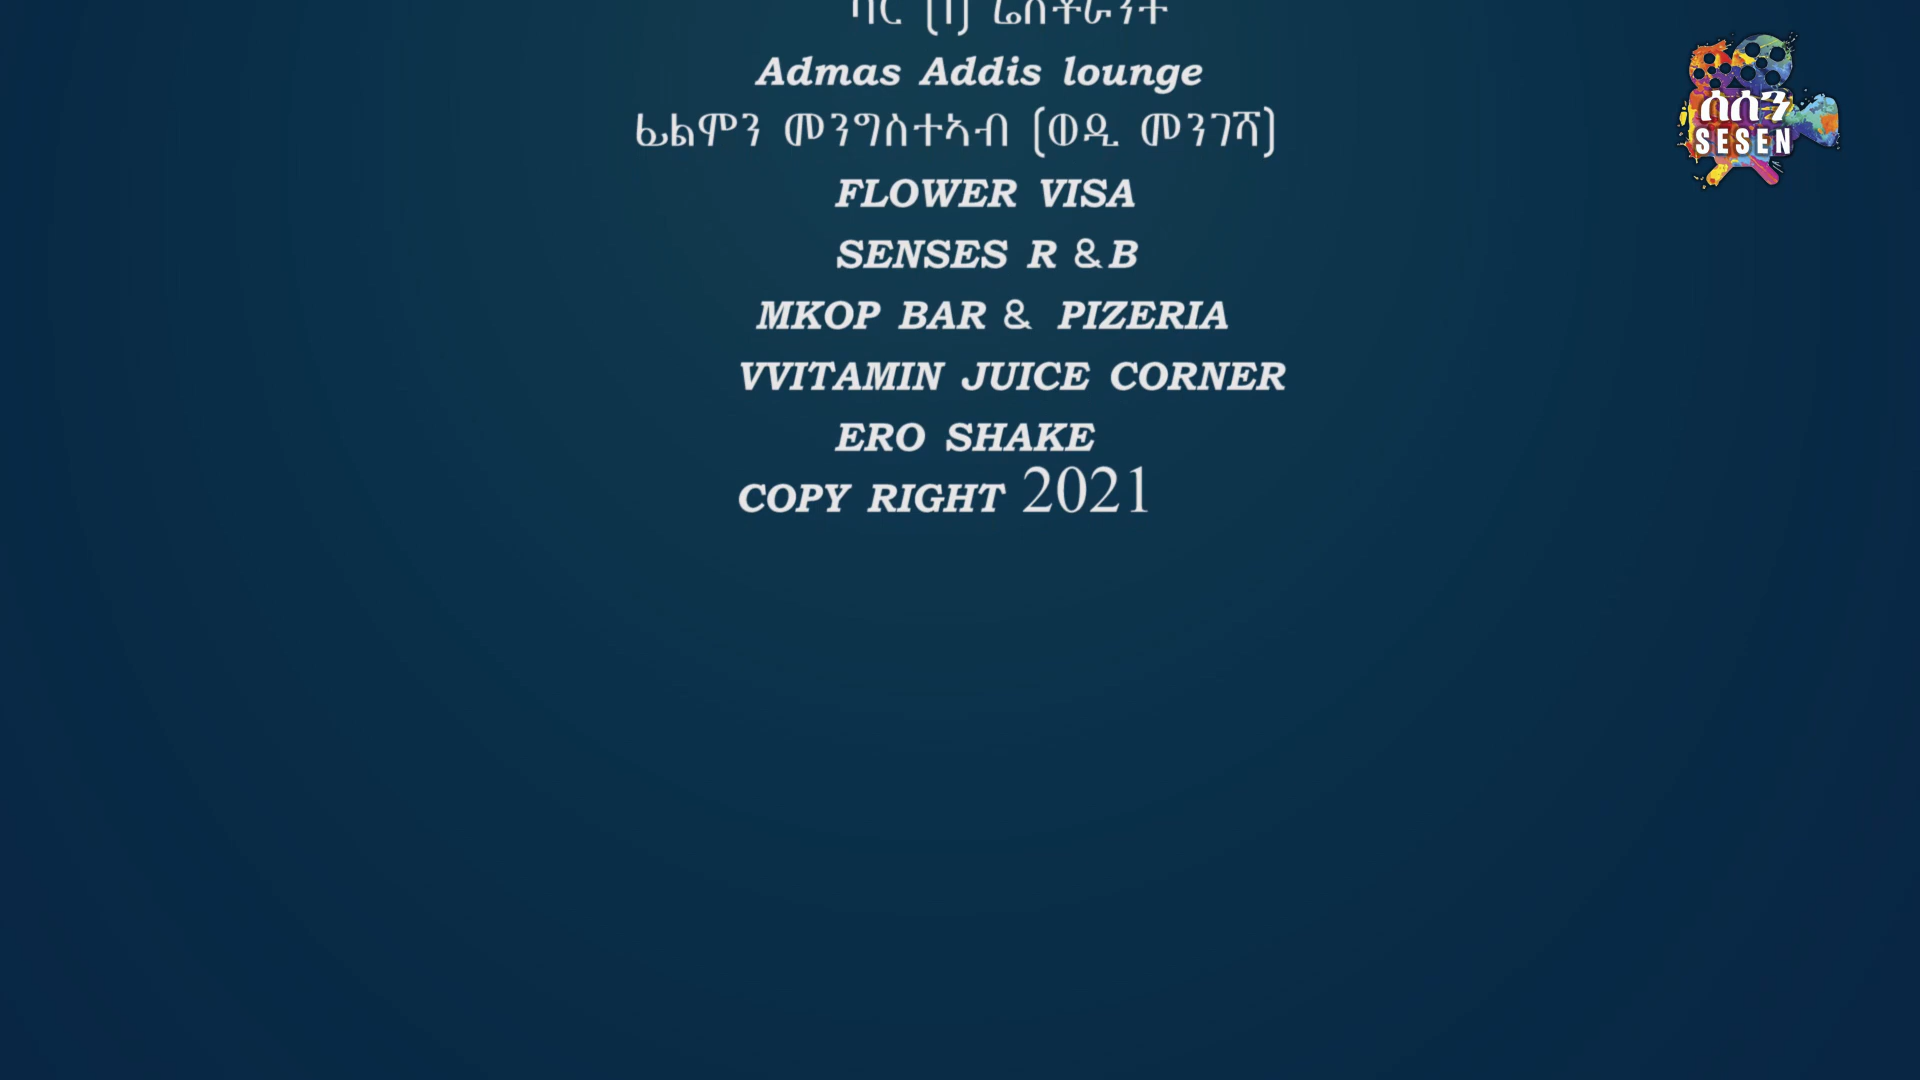 Admas Addis lounge
ፊልሞን መንግስተኣብ (ወዲ መንገሻ)
FLOWER VISA
SENSES R & B
MKOP BAR & PIZERIA
VVITAMIN JUICE CORNER
ERO SHAKE
COPY RIGHT 2021
ሰሰን
SESEN